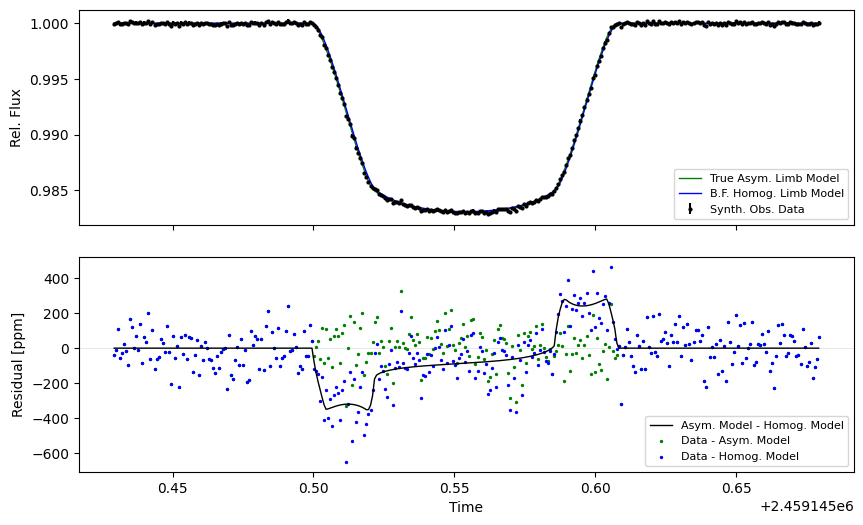 1.000
0.995
0.990
0.985
Rel. Flux
True Asym. Limb Model
B.F. Homog. Limb Model
Synth. Obs. Data
400
200
0
−200
−400
−600
Residual [ppm]
Asym. Model - Homog. Model
Data - Asym. Model
Data - Homog. Model
0.45 0.50 0.55 0.60 0.65
Time
+2.459145e6